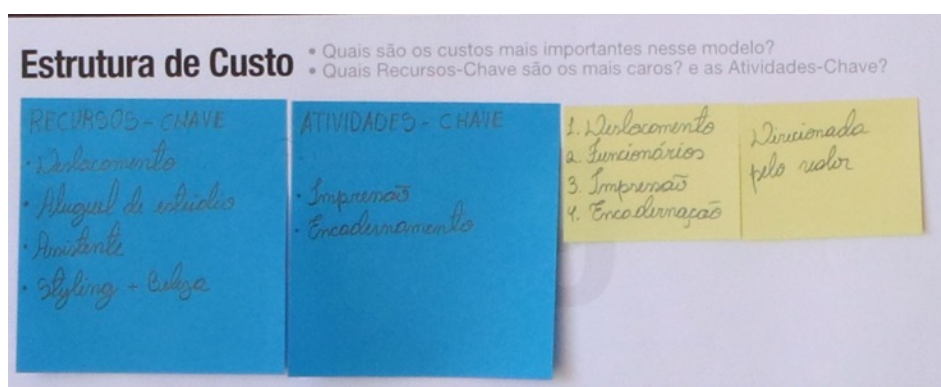 Estrutura de Custo
• Quais são os custos mais importantes nesse modelo?
• Quais Recursos-Chave são os mais caros? e as Atividades-Chave?
RECURSOS - CHAVE
• Deslocamento
• Aluguel de estúdio
• Assistente
• Styling + Beleza
ATIVIDADES - CHAVE
• Impressão
• Encadernamento
1. Deslocamento
2. Funcionários
3. Impressão
4. Encadernação
Direcionada
pelo valor